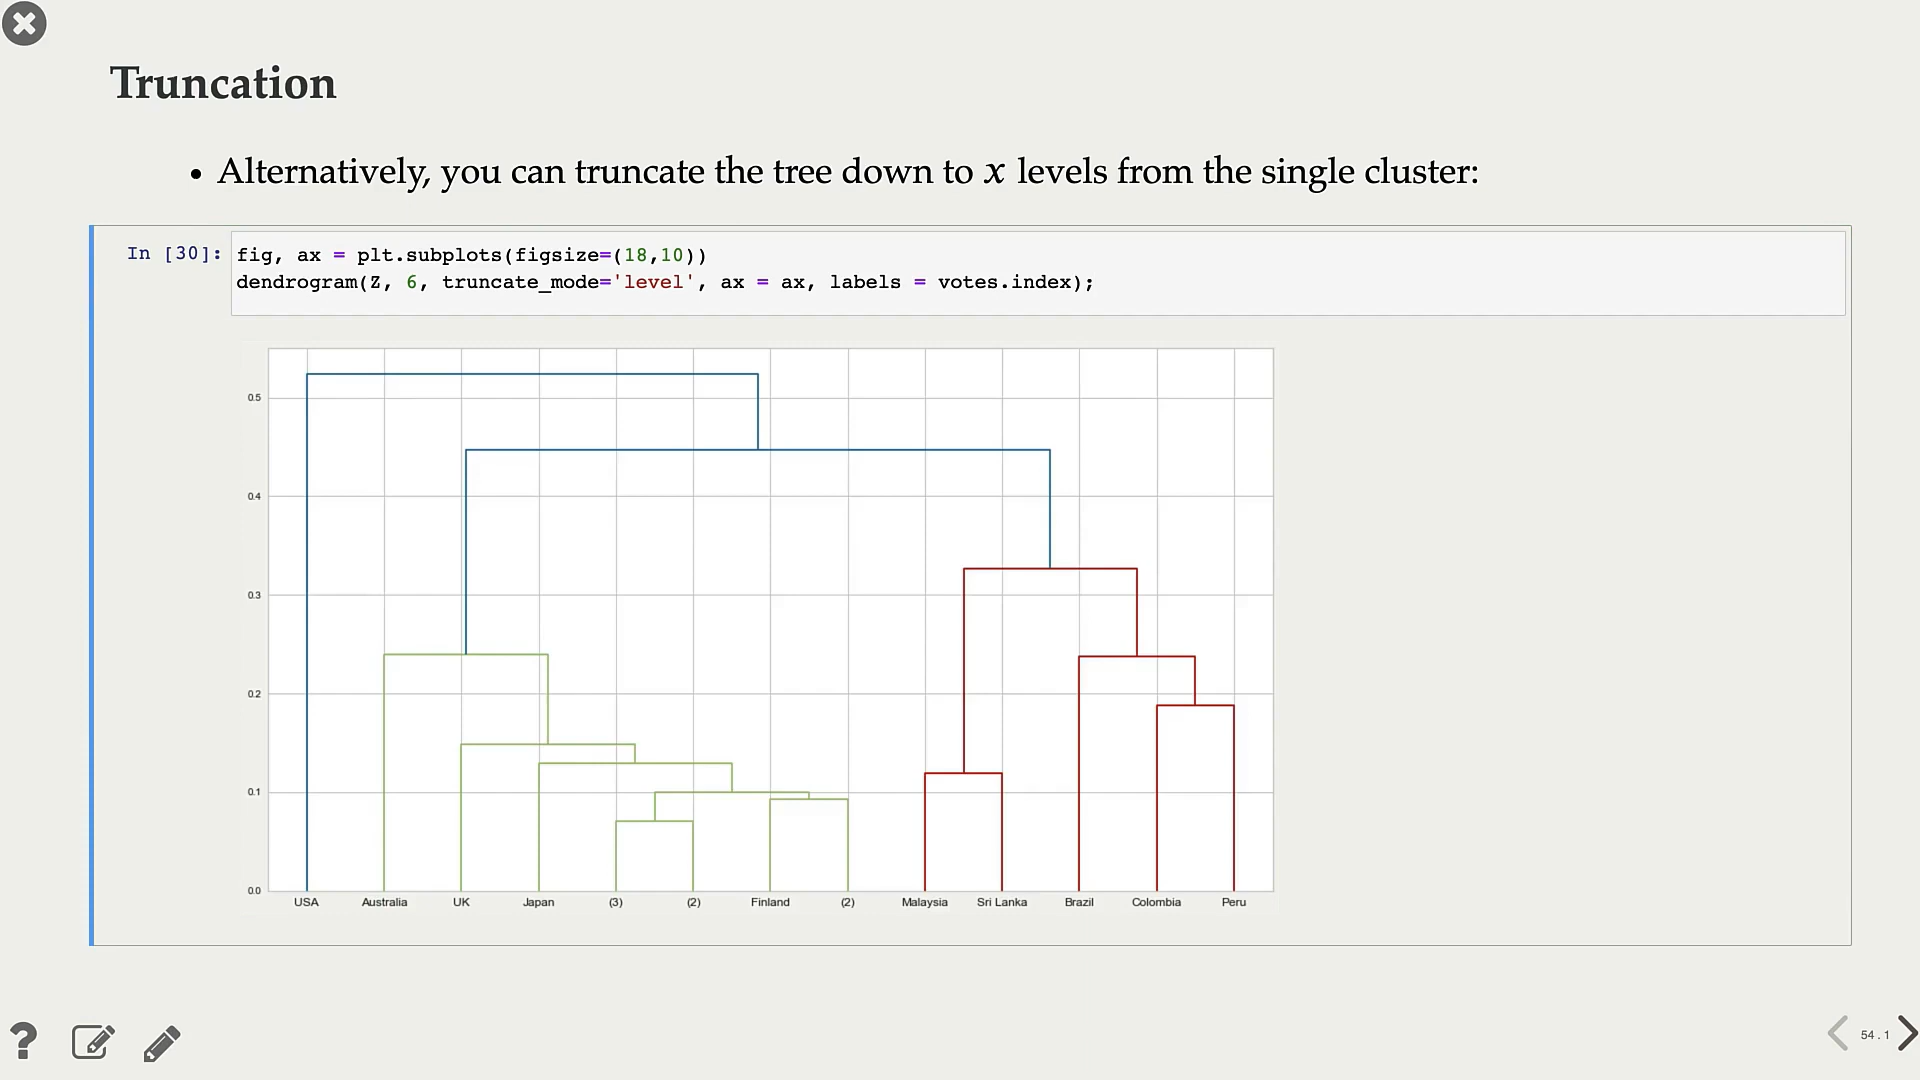 Truncation
• Alternatively, you can truncate the tree down to x levels from the single cluster:
In [30]: fig, ax = plt.subplots(figsize=(18,10))
dendrogram(Z, 6, truncate_mode='level', ax = ax, labels = votes.index);
0.5
0.4
0.3
0.2
0.1
0.0
USA Australia UK Japan (3) (2) Finland (2) Malaysia Sri Lanka Brazil Colombia Peru
54.1